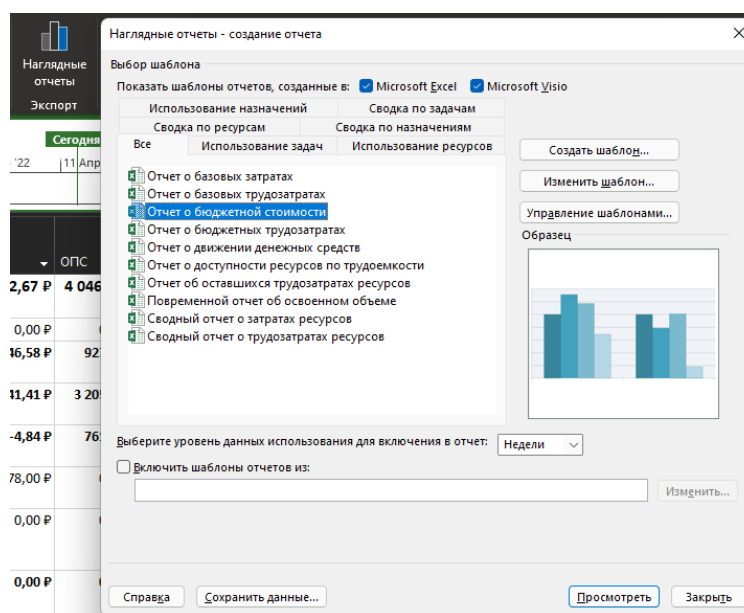 Наглядные отчеты - создание отчета
Наглядные
отчеты
Экспорт
Выбор шаблона
Показать шаблоны отчетов, созданные в: Microsoft Excel Microsoft Visio
Использование назначений Сводка по задачам
Сводка по ресурсам Сводка по назначениям
Все Использование задач Использование ресурсов
Отчет о базовых затратах
Отчет о базовых трудозатратах
Отчет о бюджетной стоимости
Отчет о бюджетных трудозатратах
Отчет о движении денежных средств
Отчет о доступности ресурсов по трудоемкости
Отчет об оставшихся трудозатратах ресурсов
Повременной отчет об освоенном объеме
Сводный отчет о затратах ресурсов
Сводный отчет о трудозатратах ресурсов
Создать шаблон...
Изменить шаблон...
Управление шаблонами...
Образец
Выберите уровень данных использования для включения в отчет: Недели
Включить шаблоны отчетов из:
Изменить...
Справка Сохранить данные... Просмотреть Закрыть
Сегодня
'22 11 Апр
ОПС
2,67 ₽ 4 046
0,00 ₽
46,58 ₽ 92
41,41 ₽ 3 20
-4,84 ₽ 76
78,00 ₽
0,00 ₽
0,00 ₽